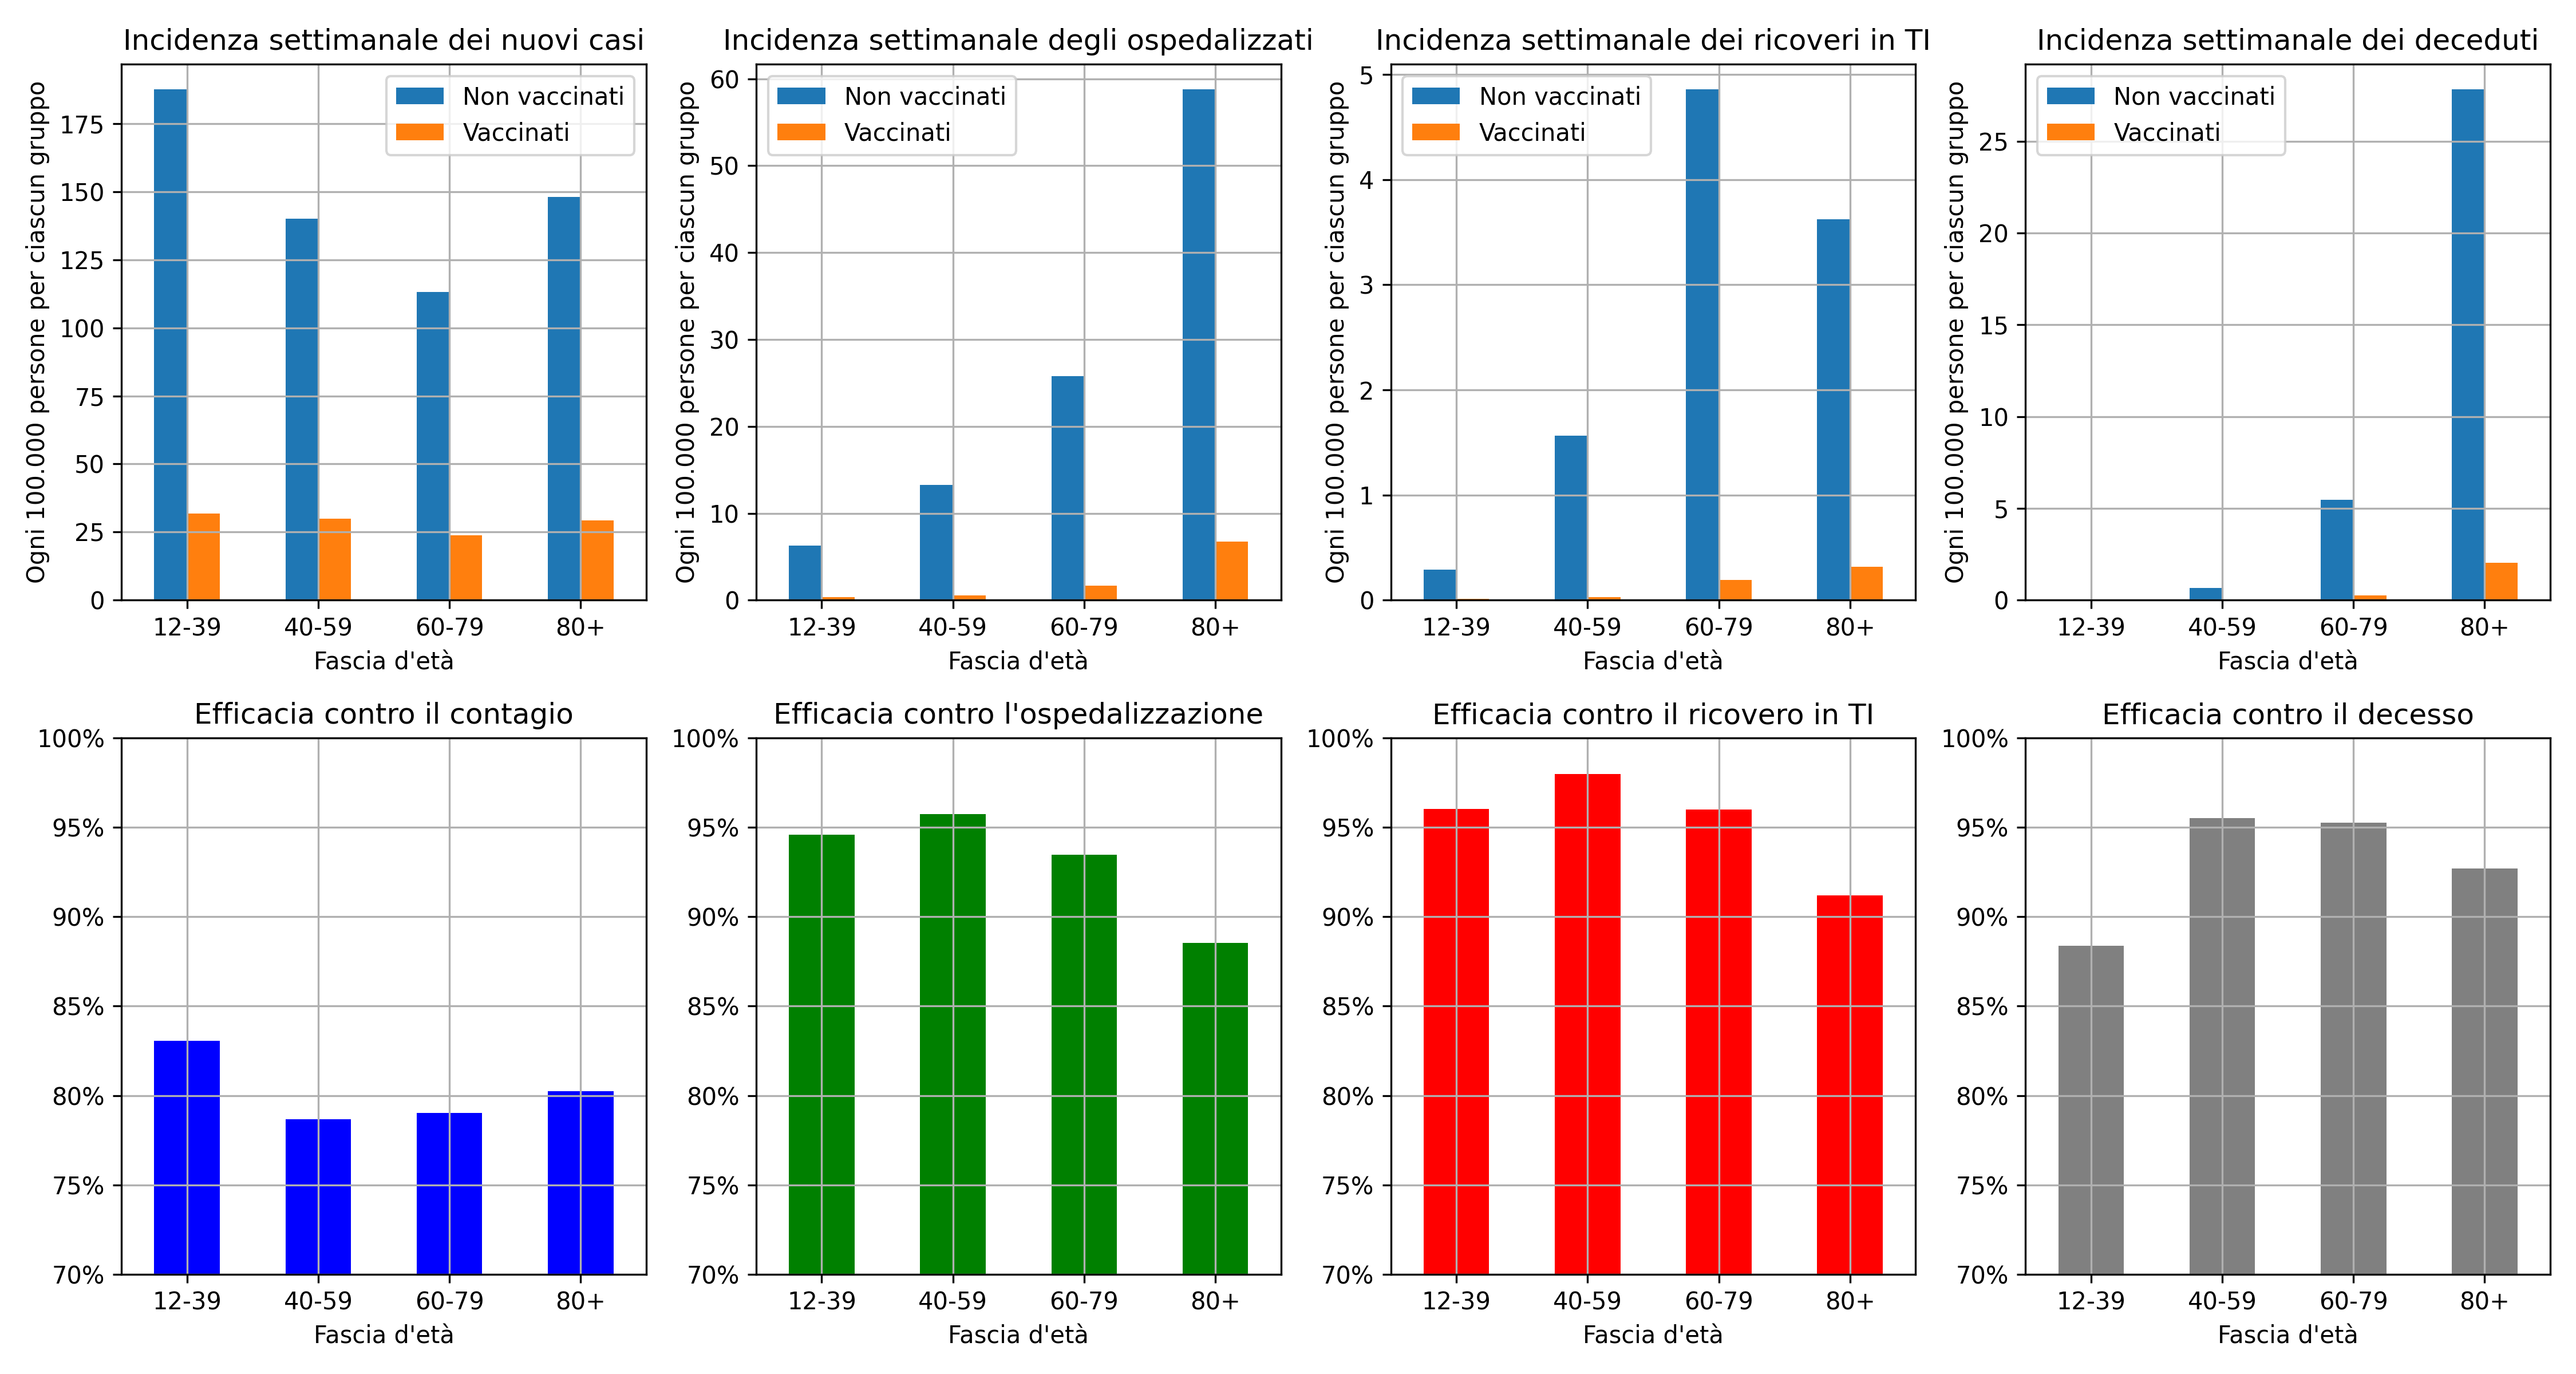 Incidenza settimanale dei nuovi casi
Ogni 100.000 persone per ciascun gruppo
175
150
125
100
75
50
25
0
Non vaccinati
Vaccinati
12-39 40-59 60-79 80+
Fascia d'età
Incidenza settimanale degli ospedalizzati
Ogni 100.000 persone per ciascun gruppo
60
50
40
30
20
10
0
Non vaccinati
Vaccinati
12-39 40-59 60-79 80+
Fascia d'età
Incidenza settimanale dei ricoveri in TI
Ogni 100.000 persone per ciascun gruppo
5
4
3
2
1
0
Non vaccinati
Vaccinati
12-39 40-59 60-79 80+
Fascia d'età
Incidenza settimanale dei deceduti
Ogni 100.000 persone per ciascun gruppo
25
20
15
10
5
0
Non vaccinati
Vaccinati
12-39 40-59 60-79 80+
Fascia d'età
Efficacia contro il contagio
100%
95%
90%
85%
80%
75%
70%
12-39 40-59 60-79 80+
Fascia d'età
Efficacia contro l'ospedalizzazione
100%
95%
90%
85%
80%
75%
70%
12-39 40-59 60-79 80+
Fascia d'età
Efficacia contro il ricovero in TI
100%
95%
90%
85%
80%
75%
70%
12-39 40-59 60-79 80+
Fascia d'età
Efficacia contro il decesso
100%
95%
90%
85%
80%
75%
70%
12-39 40-59 60-79 80+
Fascia d'età